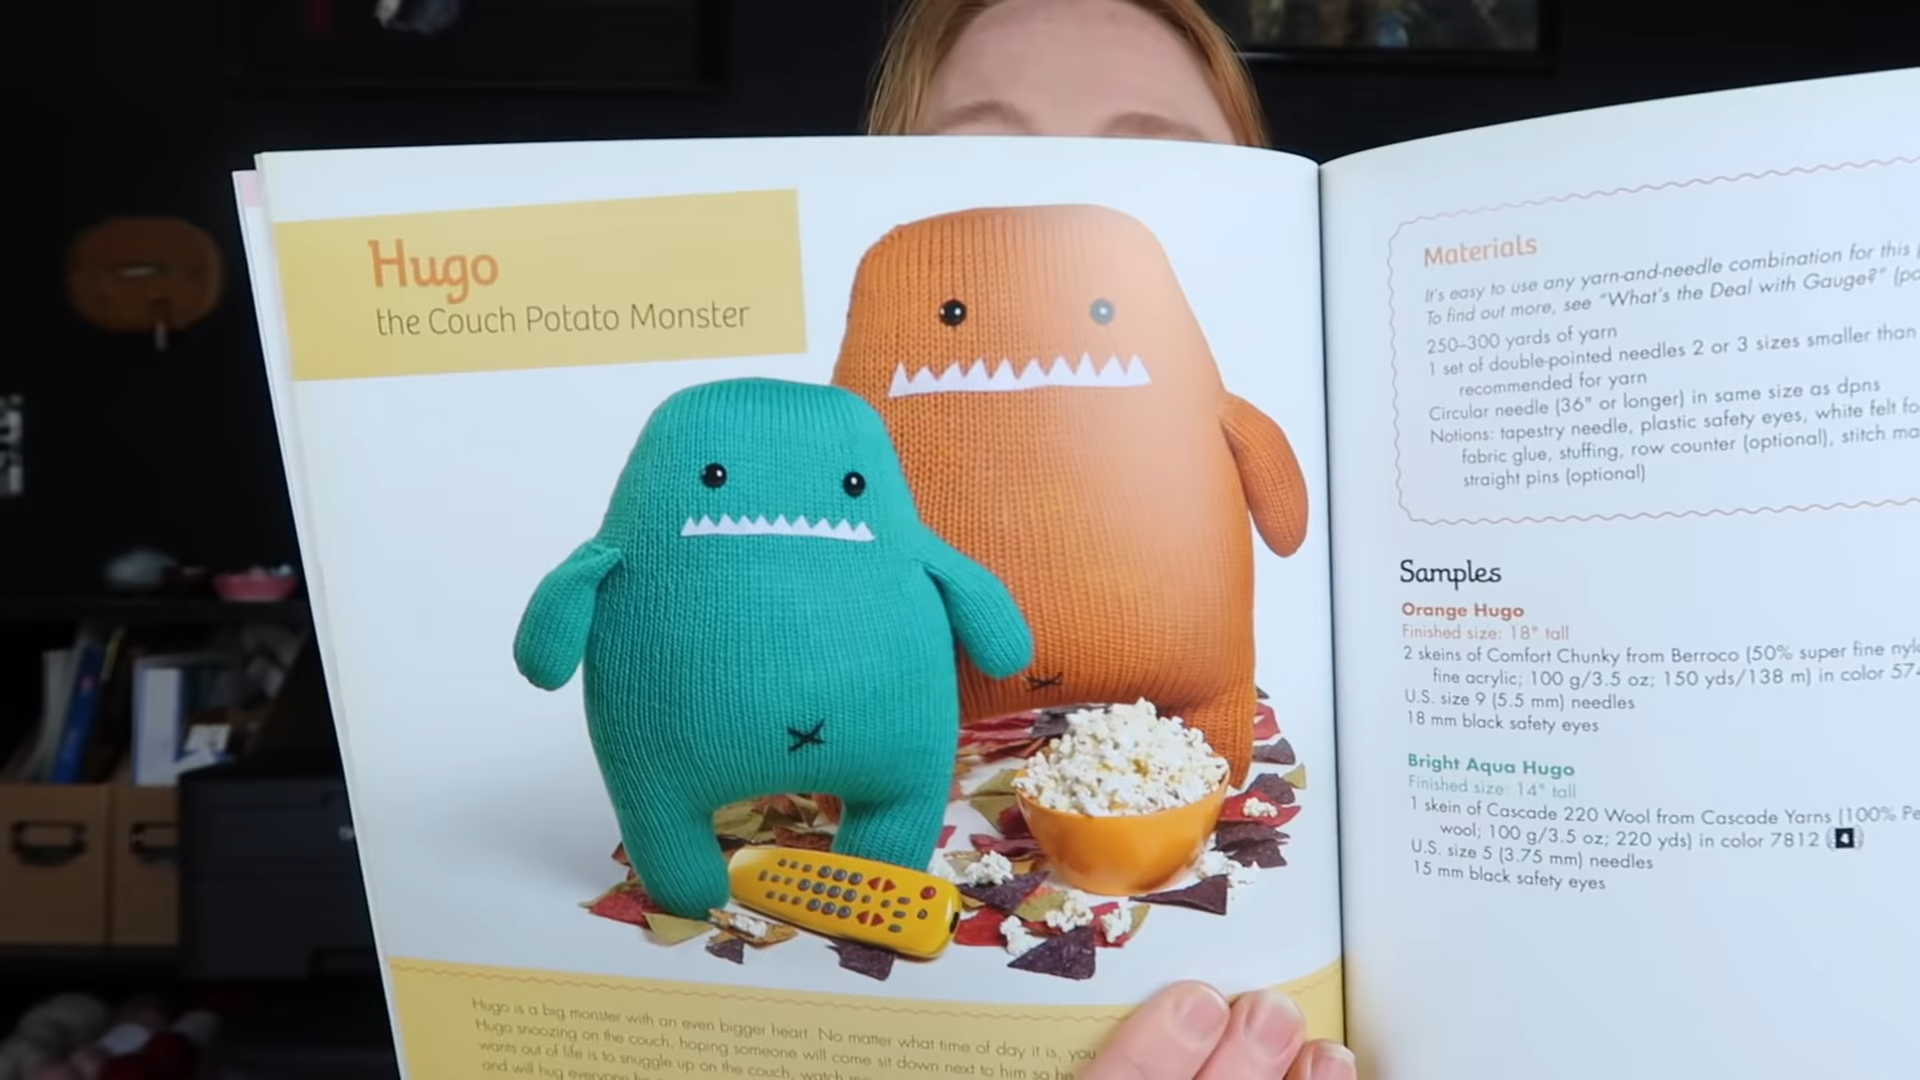 Hugo
the Couch Potato Monster
Hugo is a big monster with an even bigger heart. No matter what time of day it is, you
Hugo snoozing on the couch, hoping someone will come sit down next to him so he
wants out of life is to snuggle up on the couch, watch
and will hug everyone
Materials
It's easy to use any yarn-and-needle combination for this
To find out more, see "What's the Deal with Gauge?"
250–300 yards of yarn
1 set of double-pointed needles 2 or 3 sizes smaller than
recommended for yarn
Circular needle (36" or longer) in same size as dpns
Notions: tapestry needle, plastic safety eyes, white felt
fabric glue, stuffing, row counter (optional), stitch
straight pins (optional)
Samples
Orange Hugo
Finished size: 18" tall
2 skeins of Comfort Chunky from Berroco (50% super fine
fine acrylic; 100 g/3.5 oz; 150 yds/138 m) in color
U.S. size 9 (5.5 mm) needles
18 mm black safety eyes
Bright Aqua Hugo
Finished size: 14" tall
1 skein of Cascade 220 Wool from Cascade Yarns (100%
wool; 100 g/3.5 oz; 220 yds) in color 7812 4
U.S. size 5 (3.75 mm) needles
15 mm black safety eyes